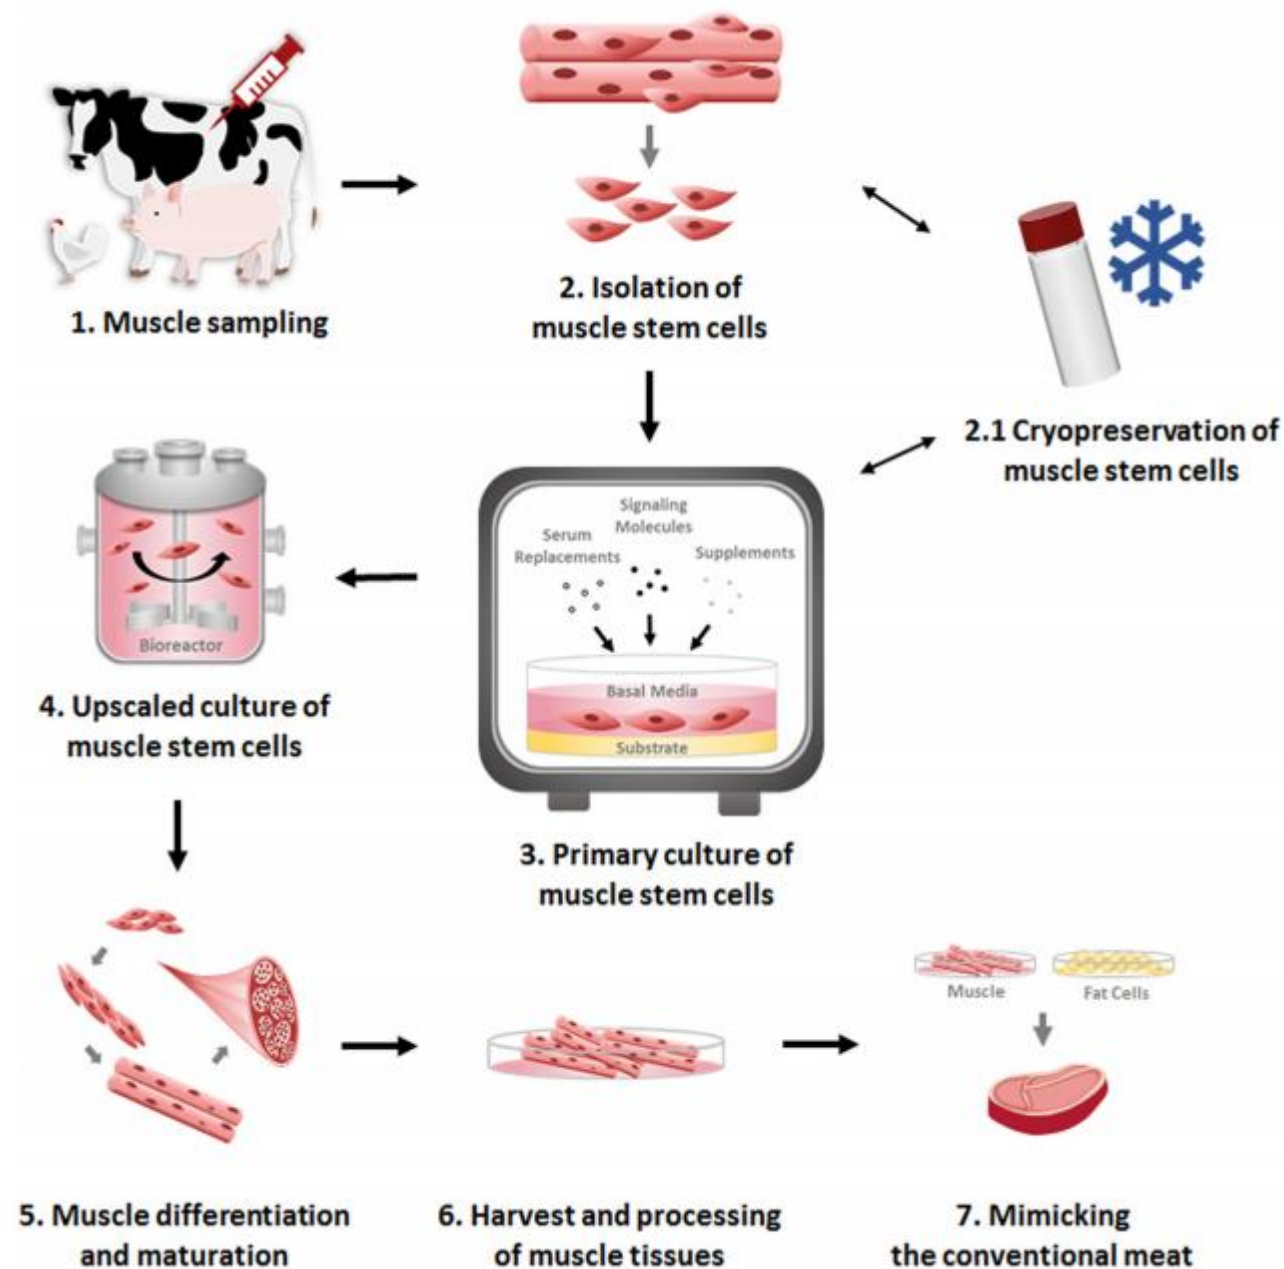 1. Muscle sampling
2. Isolation of
muscle stem cells
2.1 Cryopreservation of
muscle stem cells
Signaling
Molecules
Serum
Replacements
Supplements
Basal Media
Substrate
3. Primary culture of
muscle stem cells
Bioreactor
4. Upscaled culture of
muscle stem cells
5. Muscle differentiation
and maturation
6. Harvest and processing
of muscle tissues
Muscle
Fat Cells
7. Mimicking
the conventional meat